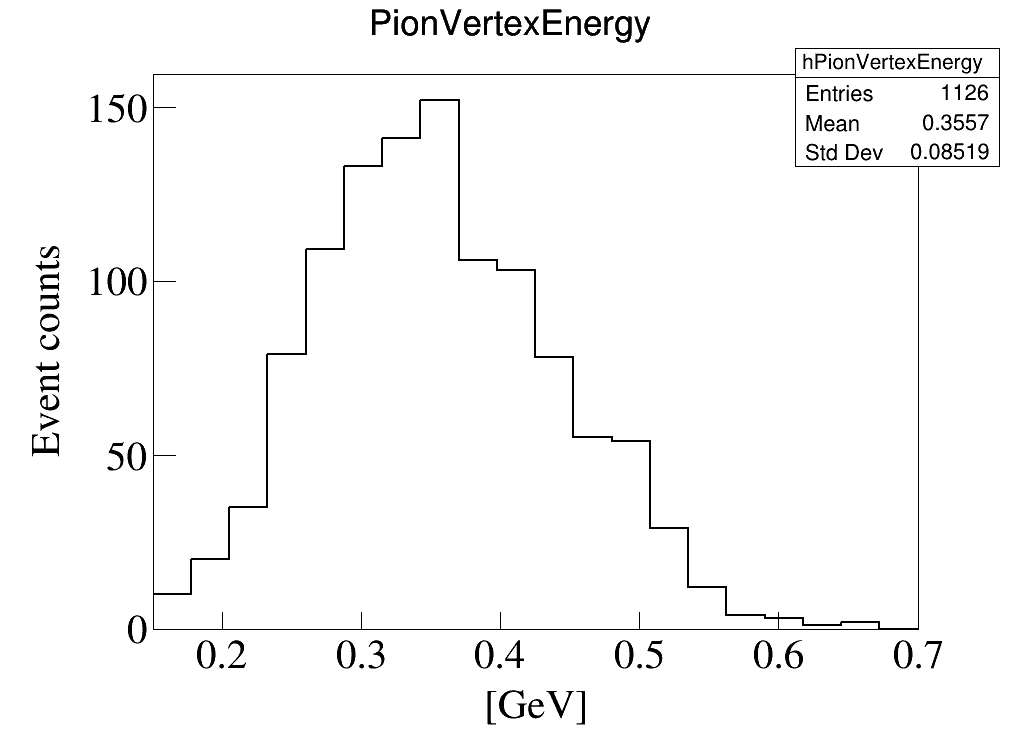 PionVertexEnergy
hPionVertexEnergy
Entries 1126
Mean 0.3557
Std Dev 0.08519
150
100
50
0
Event counts
0.2 0.3 0.4 0.5 0.6 0.7
[GeV]